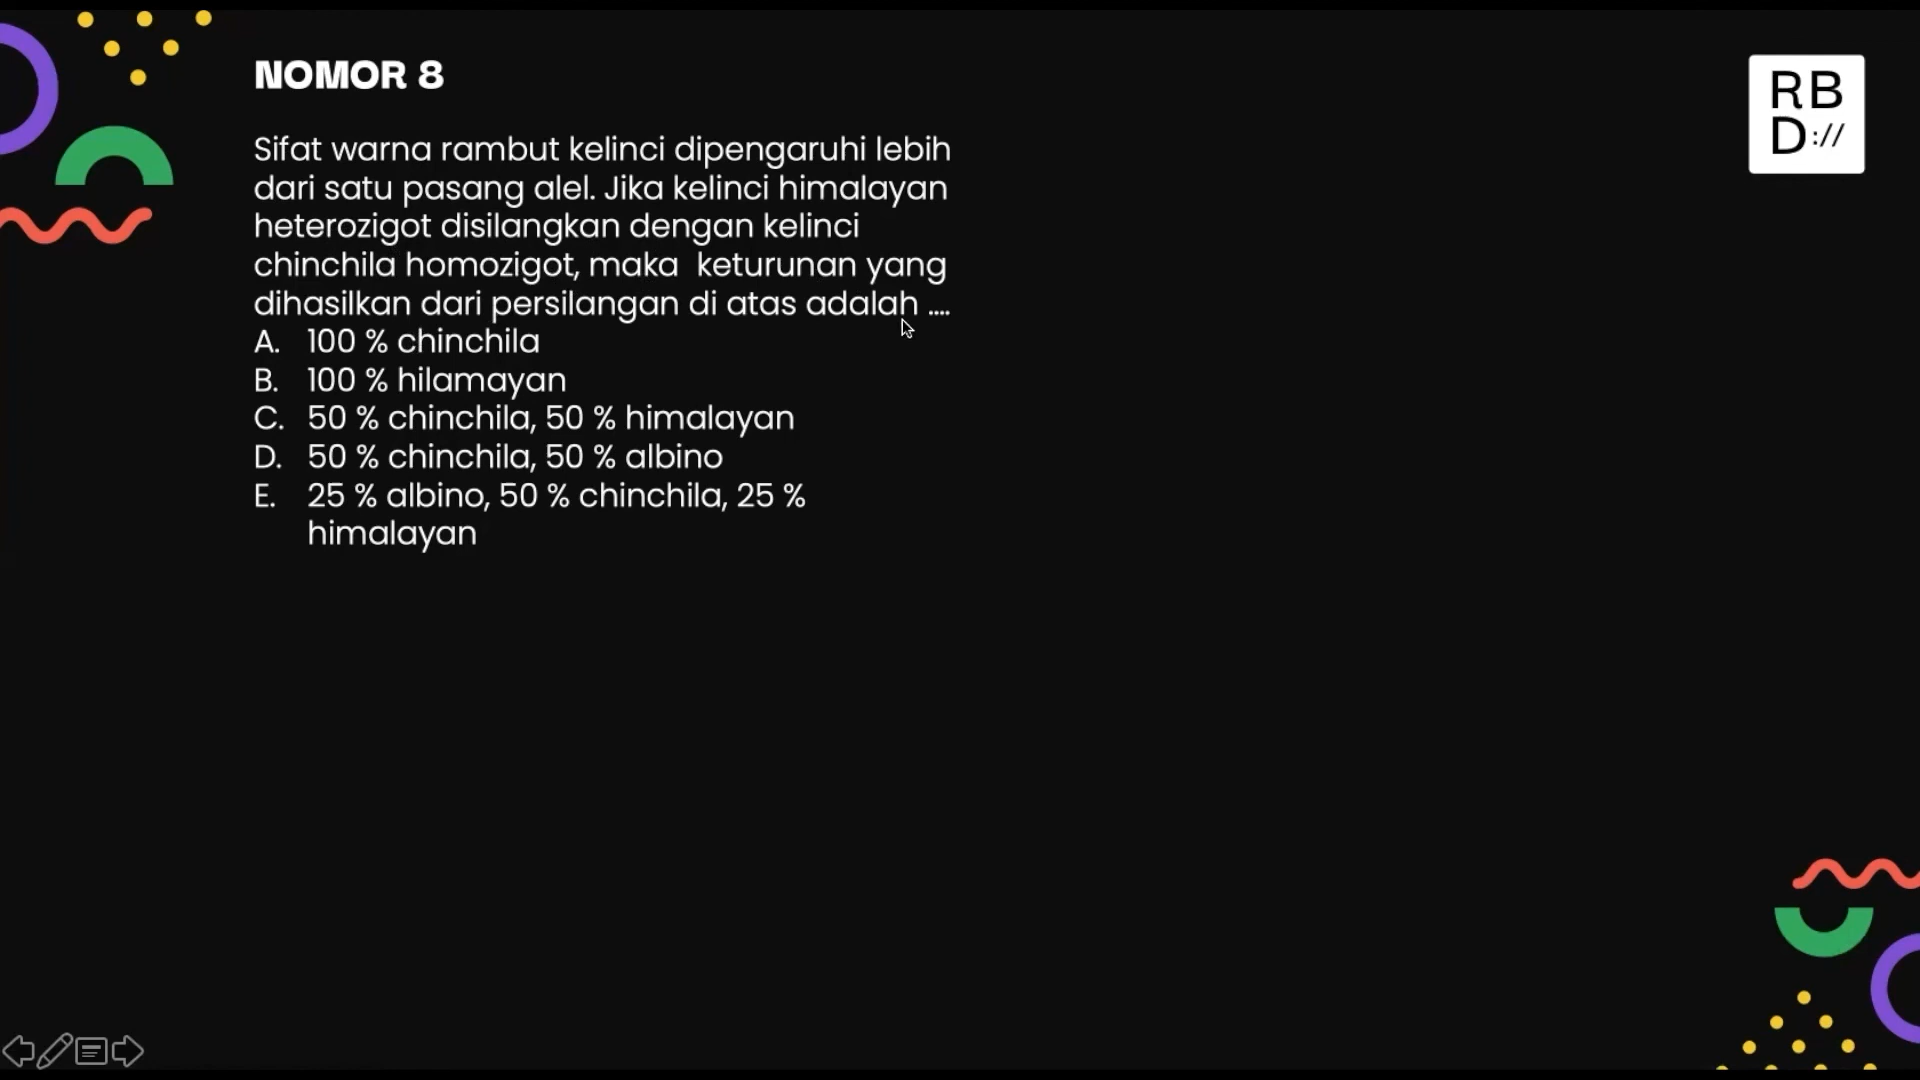 NOMOR 8
RB
D://
Sifat warna rambut kelinci dipengaruhi lebih
dari satu pasang alel. Jika kelinci himalayan
heterozigot disilangkan dengan kelinci
chinchila homozigot, maka  keturunan yang
dihasilkan dari persilangan di atas adalah ....
A. 100 % chinchila
B. 100 % hilamayan
C. 50 % chinchila, 50 % himalayan
D. 50 % chinchila, 50 % albino
E. 25 % albino, 50 % chinchila, 25 %
himalayan